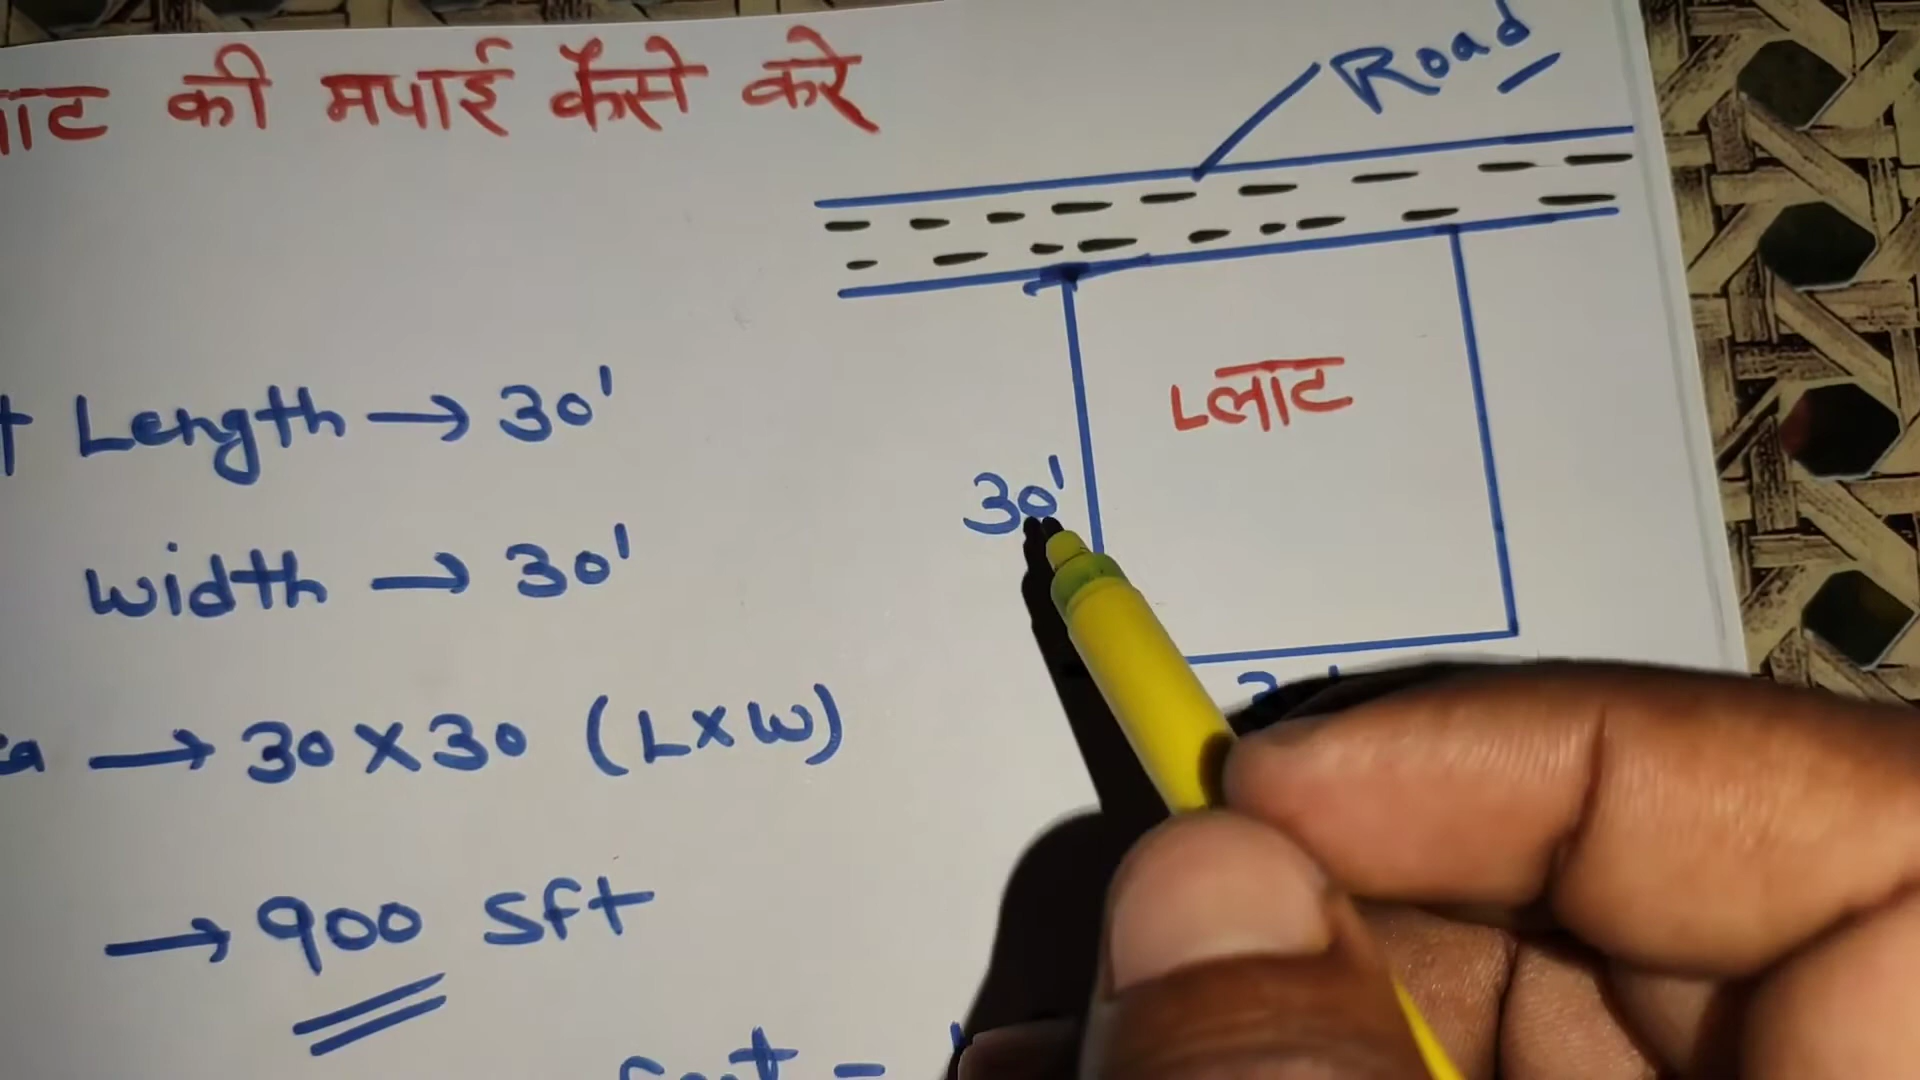 की मपाई कैसे करे
Road
प्लाट
Length → 30'
30'
Width → 30'
→ 30 X 30 (L X W)
→ 900 Sft